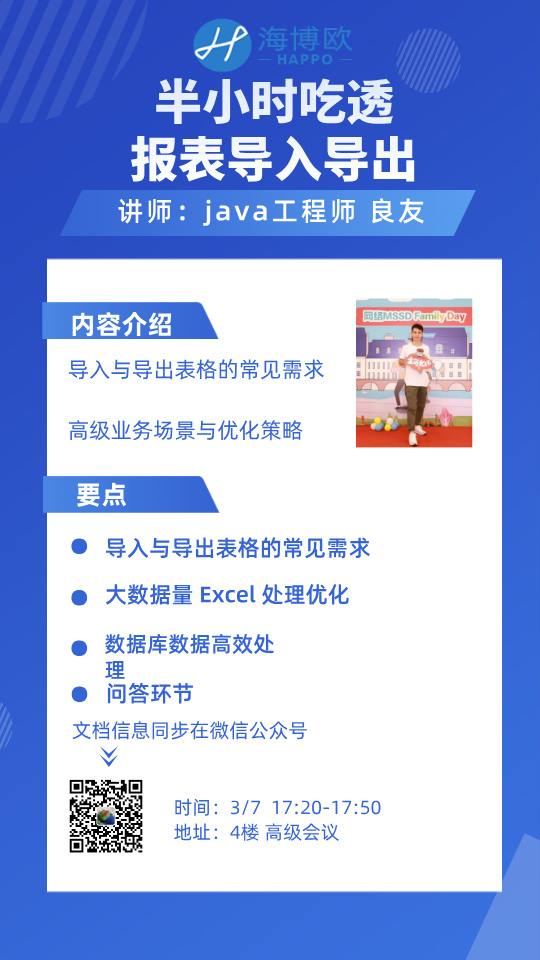 海博欧
HAPPO
半小时吃透
报表导入导出
讲师：java工程师 良友
内容介绍
导入与导出表格的常见需求
高级业务场景与优化策略
网络MSSD Family Day
要点
导入与导出表格的常见需求
大数据量 Excel 处理优化
数据库数据高效处
理
问答环节
文档信息同步在微信公众号
时间：3/7 17:20-17:50
地址：4楼 高级会议